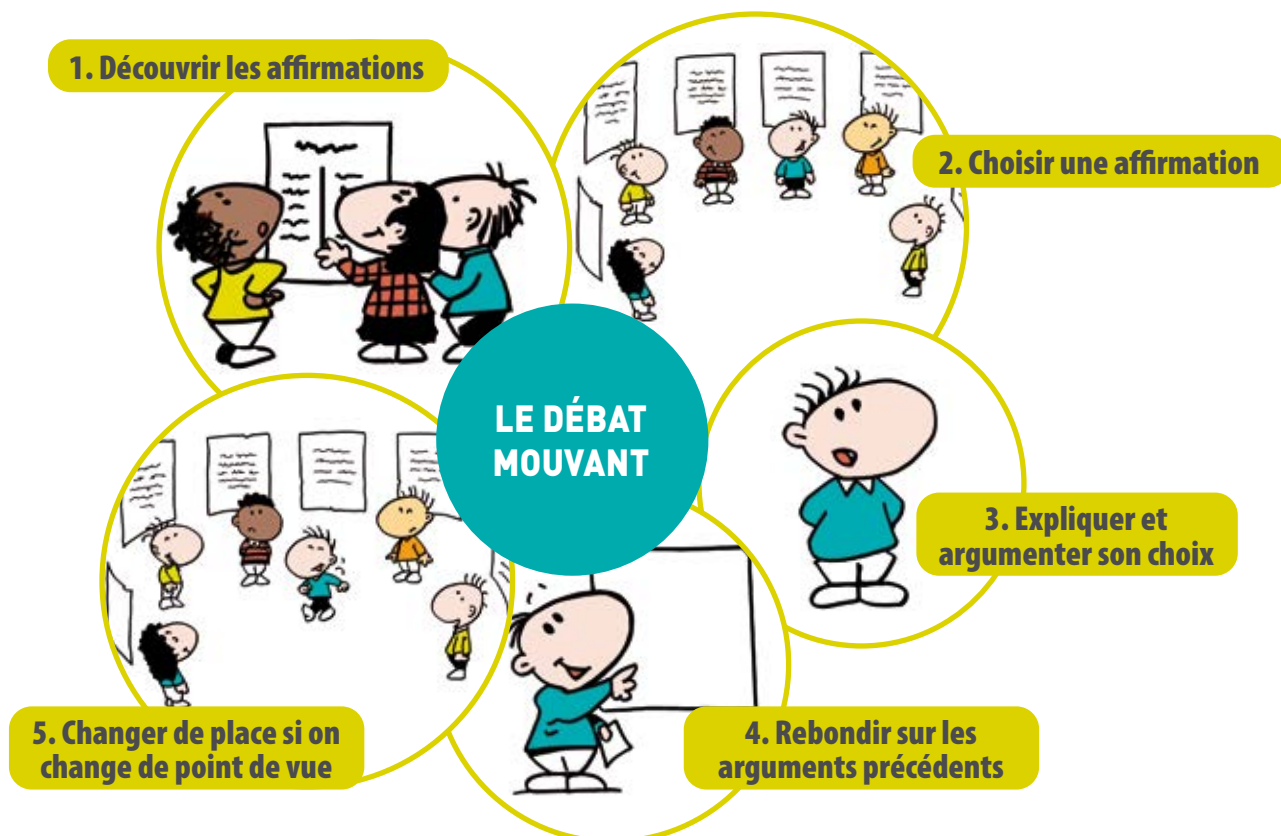 1. Découvrir les affirmations
2. Choisir une affirmation
LE DÉBAT
MOUVANT
3. Expliquer et
argumenter son choix
4. Rebondir sur les
arguments précédents
5. Changer de place si on
change de point de vue